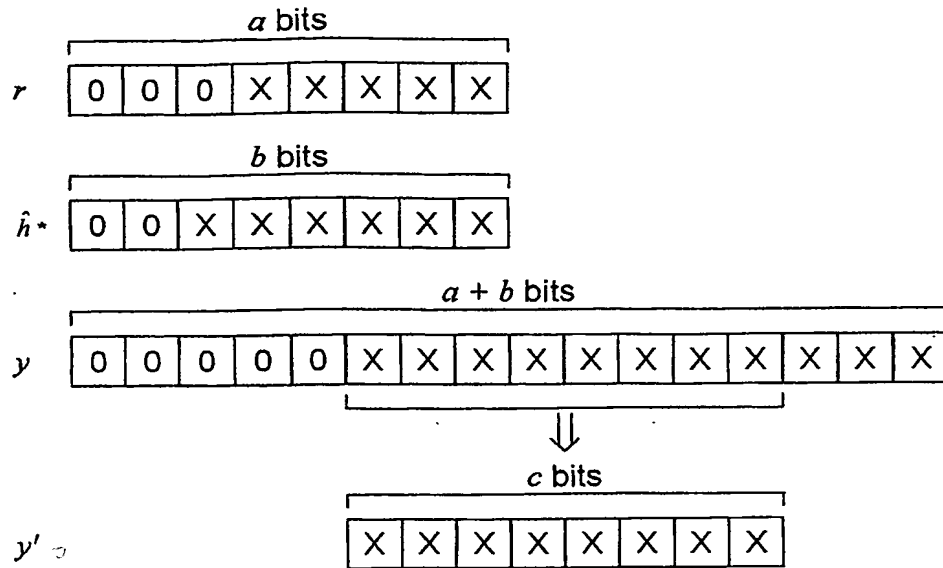 a bits
r 0 0 0 X X X X X
b bits
ĥ* 0 0 X X X X X X
a + b bits
y 0 0 0 0 0 X X X X X X X X X X X
⇓
c bits
y' X X X X X X X X